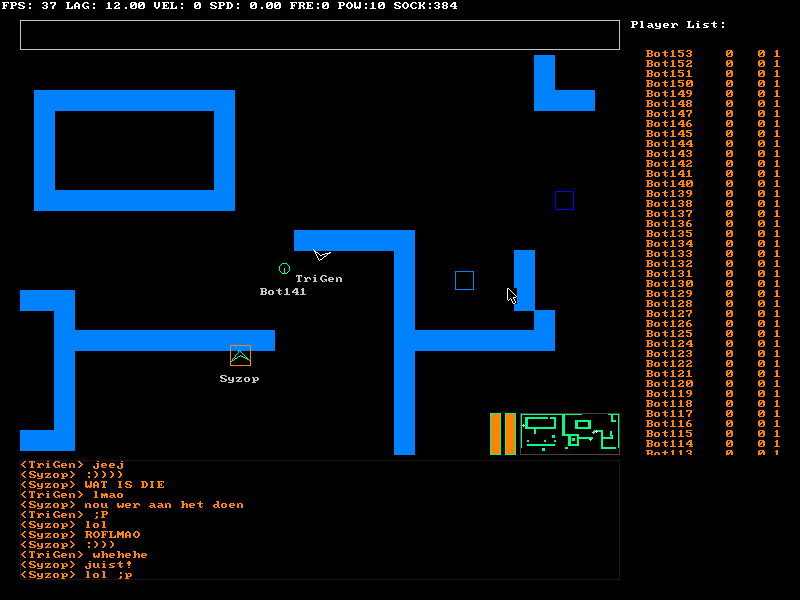 FPS: 37 LAG: 12.00 VEL: 0 SPD: 0.00 FRE:0 POW:10 SOCK:384
Player List:
Bot153 0 0 1
Bot152 0 0 1
Bot151 0 0 1
Bot150 0 0 1
Bot149 0 0 1
Bot148 0 0 1
Bot147 0 0 1
Bot146 0 0 1
Bot145 0 0 1
Bot144 0 0 1
Bot143 0 0 1
Bot142 0 0 1
Bot141 0 0 1
Bot140 0 0 1
Bot139 0 0 1
Bot138 0 0 1
Bot137 0 0 1
Bot136 0 0 1
Bot135 0 0 1
Bot134 0 0 1
Bot133 0 0 1
Bot132 0 0 1
Bot131 0 0 1
Bot130 0 0 1
Bot129 0 0 1
Bot128 0 0 1
Bot127 0 0 1
Bot126 0 0 1
Bot125 0 0 1
Bot124 0 0 1
Bot123 0 0 1
Bot122 0 0 1
Bot121 0 0 1
Bot120 0 0 1
Bot119 0 0 1
Bot118 0 0 1
Bot117 0 0 1
Bot116 0 0 1
Bot115 0 0 1
Bot114 0 0 1
Bot113 0 0 1
TriGen
Bot141
Syzop
<TriGen> jeej
<Syzop> :))))
<Syzop> WAT IS DIE
<TriGen> lmao
<Syzop> nou wer aan het doen
<TriGen> ;P
<Syzop> lol
<Syzop> ROFLMAO
<Syzop> :)))
<TriGen> whehehe
<Syzop> juist!
<Syzop> lol ;p